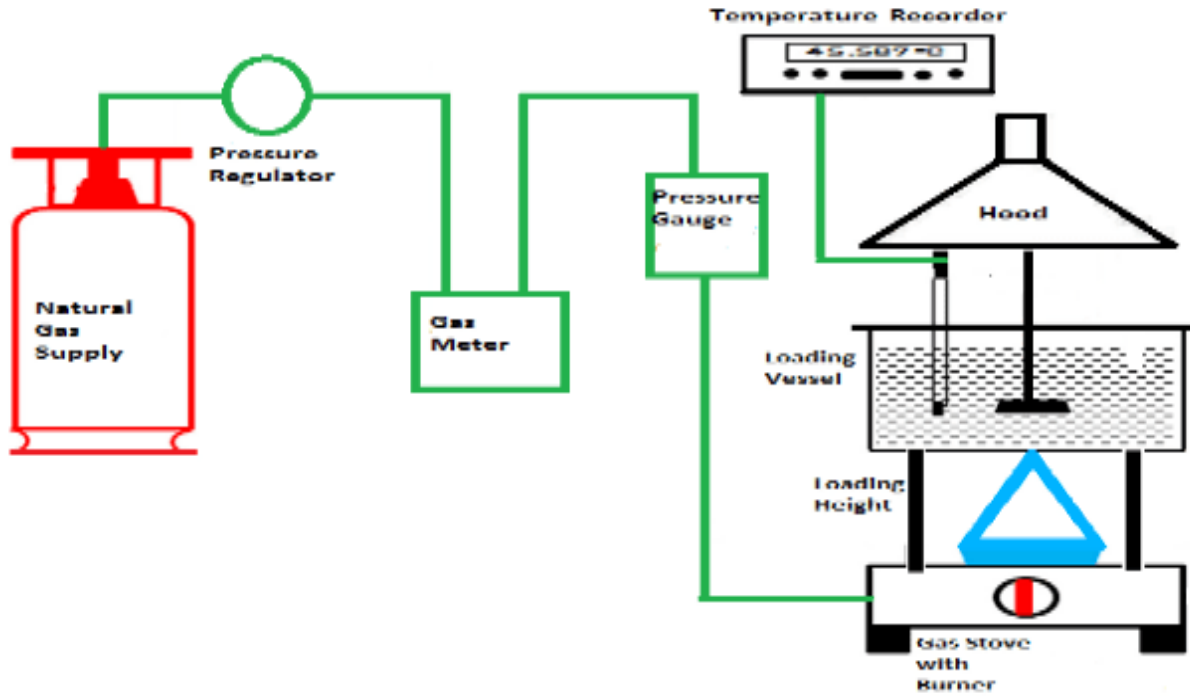 Temperature Recorder
45.587°C
Pressure
Regulator
Pressure
Gauge
Hood
Natural
Gas
Supply
Gas
Meter
Loading
Vessel
Loading
Height
Gas Stove
with
Burner